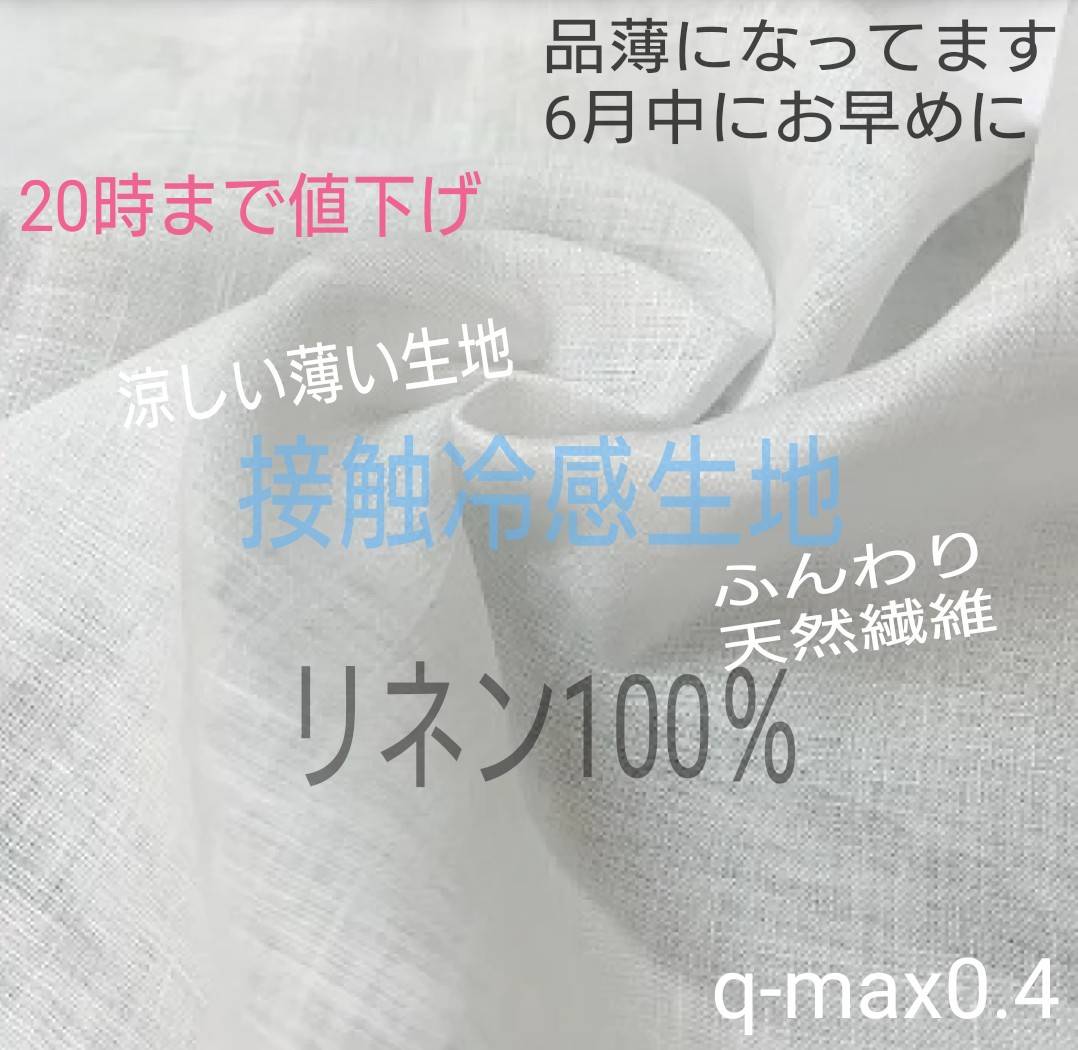 品薄になってます
6月中にお早めに
20時まで値下げ
涼しい薄い生地
接触冷感生地
ふんわり
天然繊維
リネン100%
q-max0.4